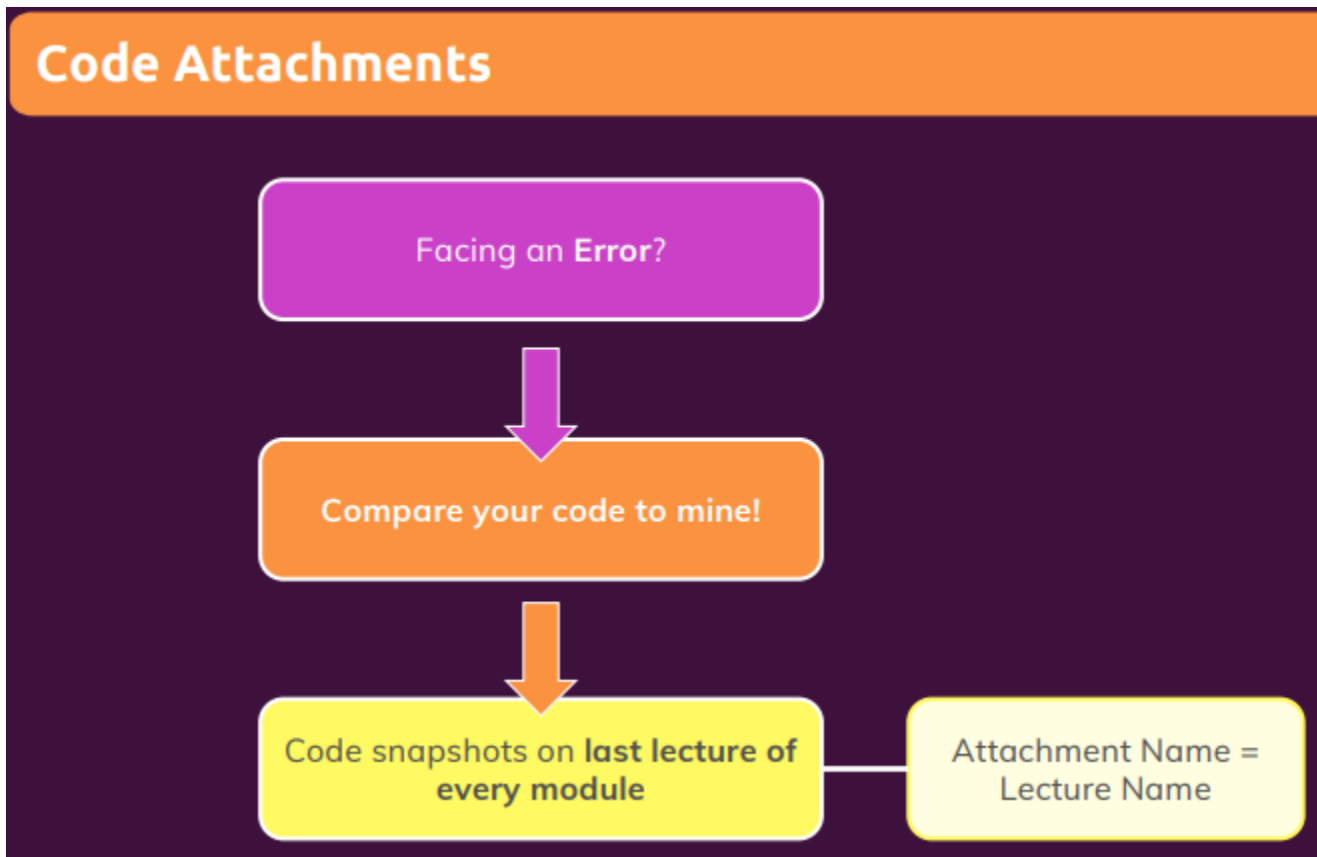 Code Attachments
Facing an Error?
Compare your code to mine!
Code snapshots on last lecture of
every module
Attachment Name =
Lecture Name